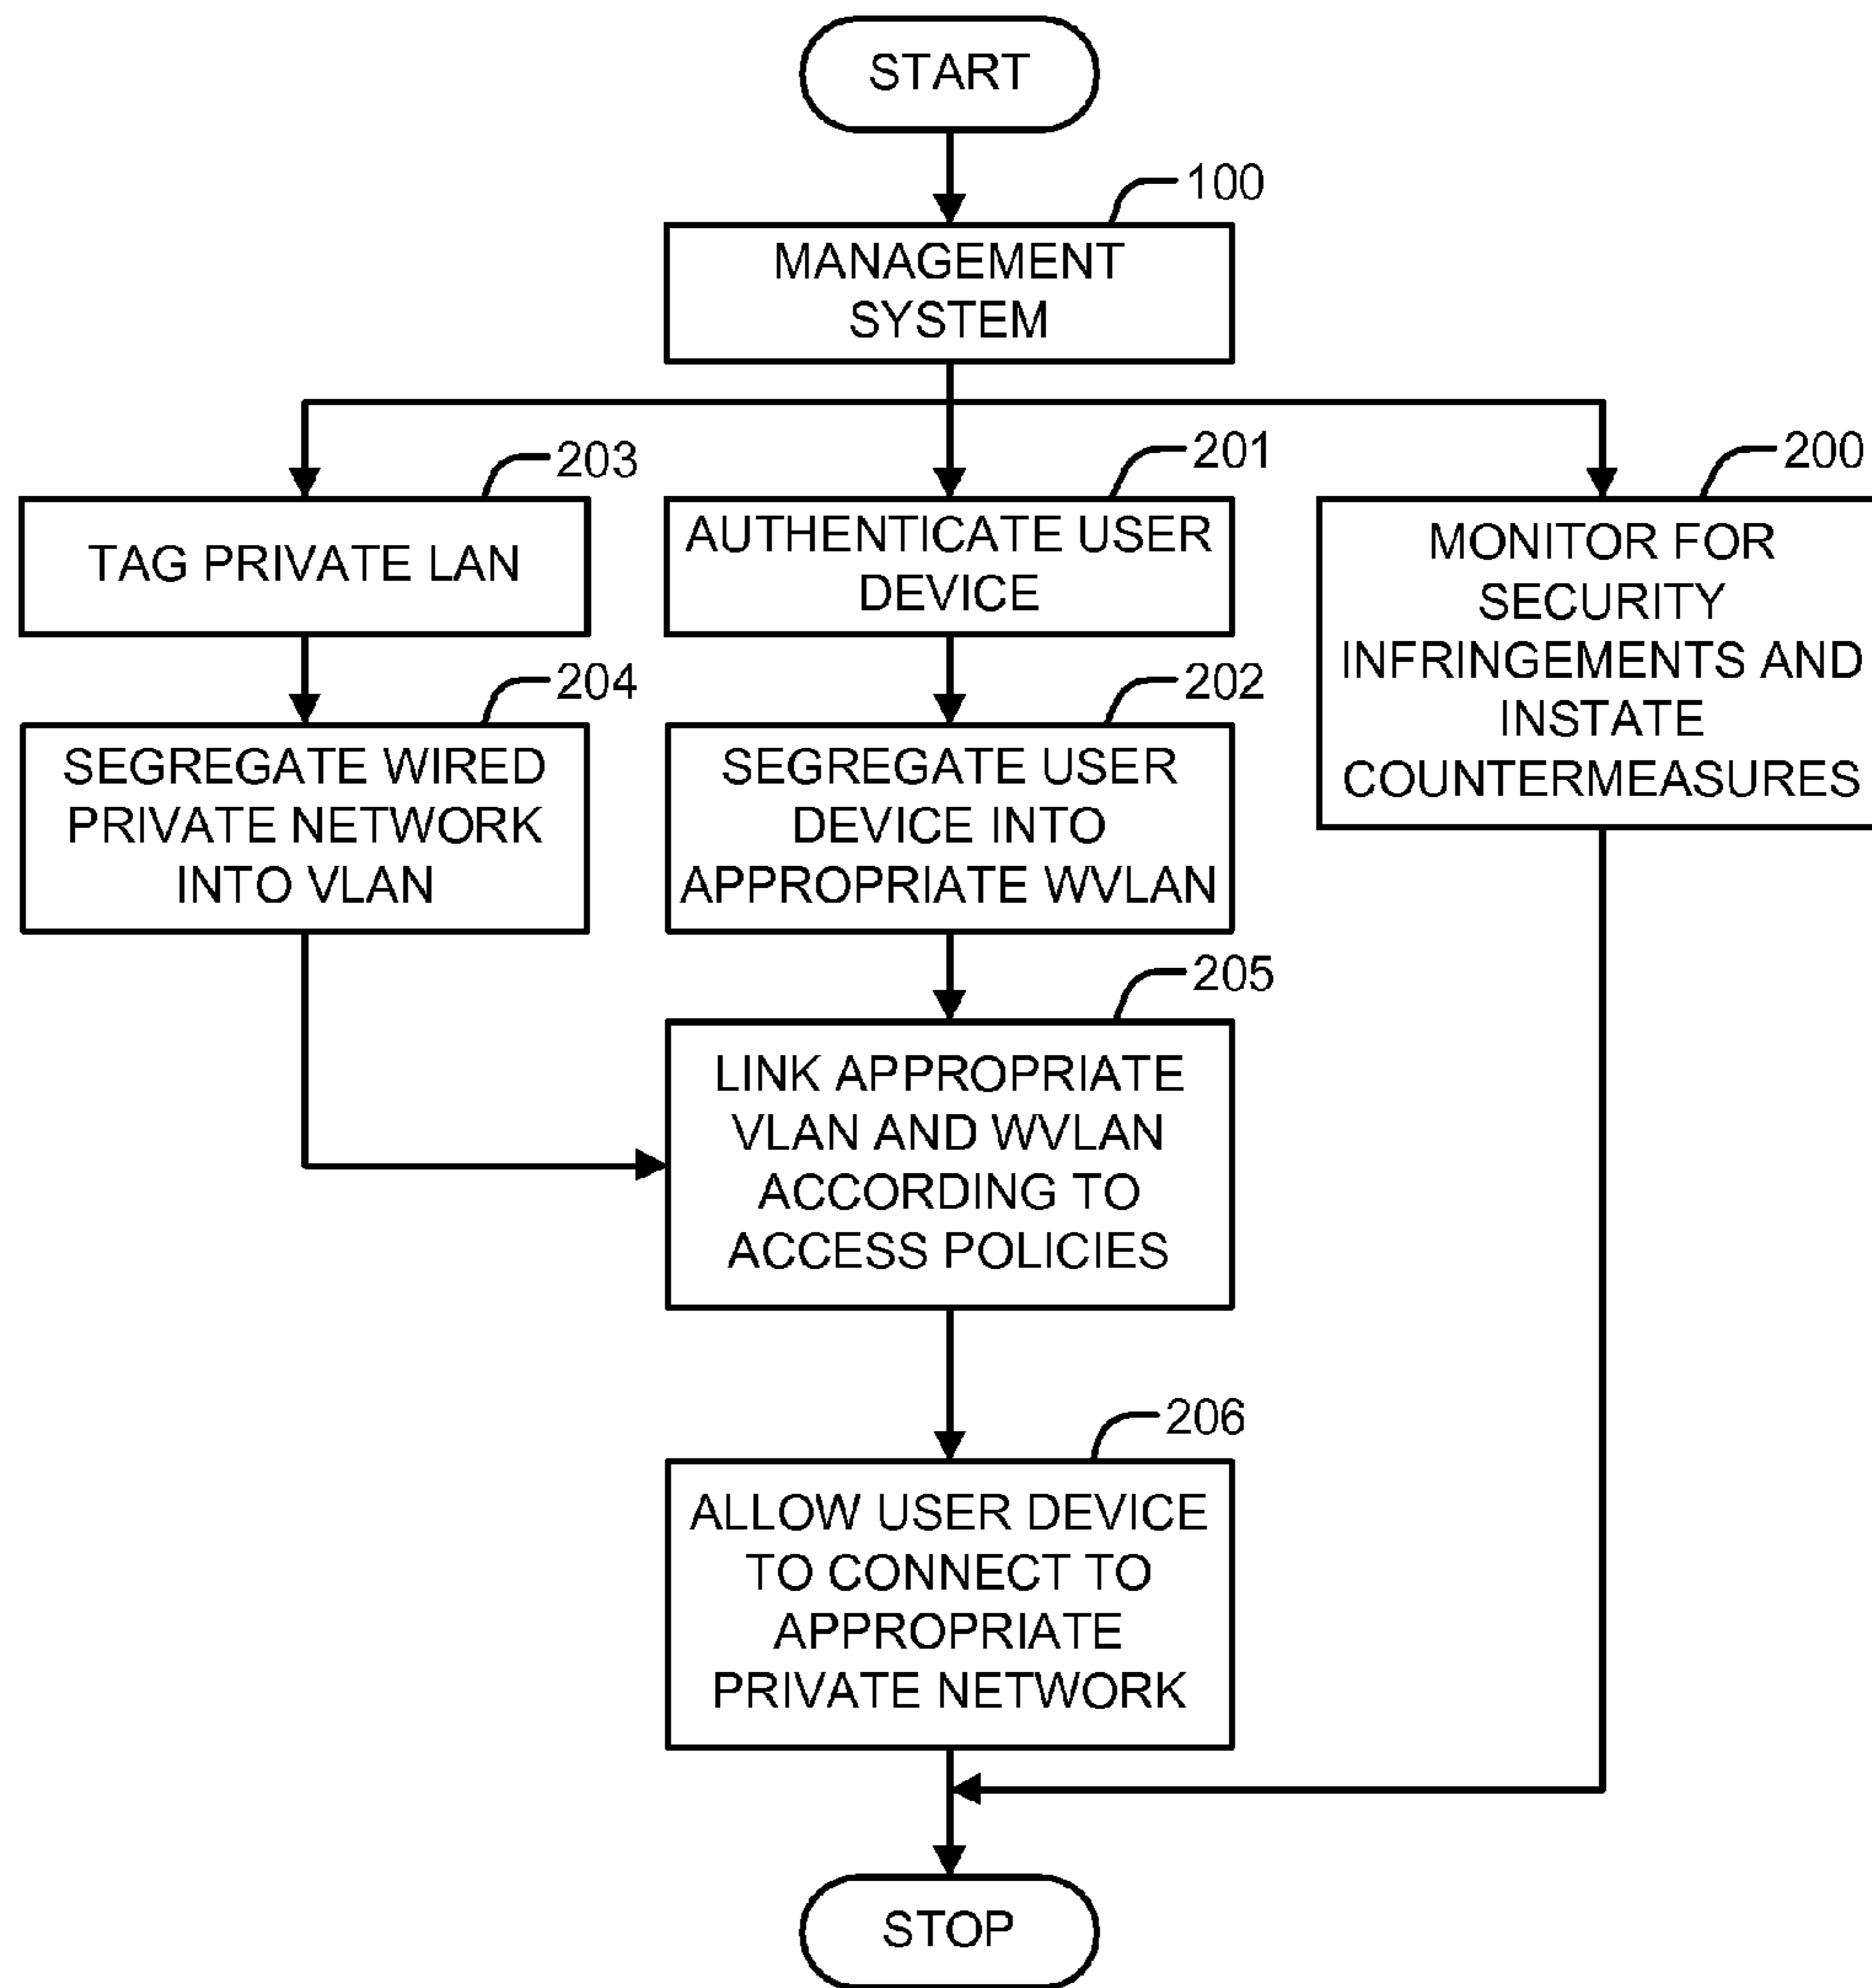 START
100
MANAGEMENT
SYSTEM
203
TAG PRIVATE LAN
201
AUTHENTICATE USER
DEVICE
200
MONITOR FOR
SECURITY
INFRINGEMENTS AND
INSTATE
COUNTERMEASURES
204
SEGREGATE WIRED
PRIVATE NETWORK
INTO VLAN
202
SEGREGATE USER
DEVICE INTO
APPROPRIATE WVLAN
205
LINK APPROPRIATE
VLAN AND WVLAN
ACCORDING TO
ACCESS POLICIES
206
ALLOW USER DEVICE
TO CONNECT TO
APPROPRIATE
PRIVATE NETWORK
STOP